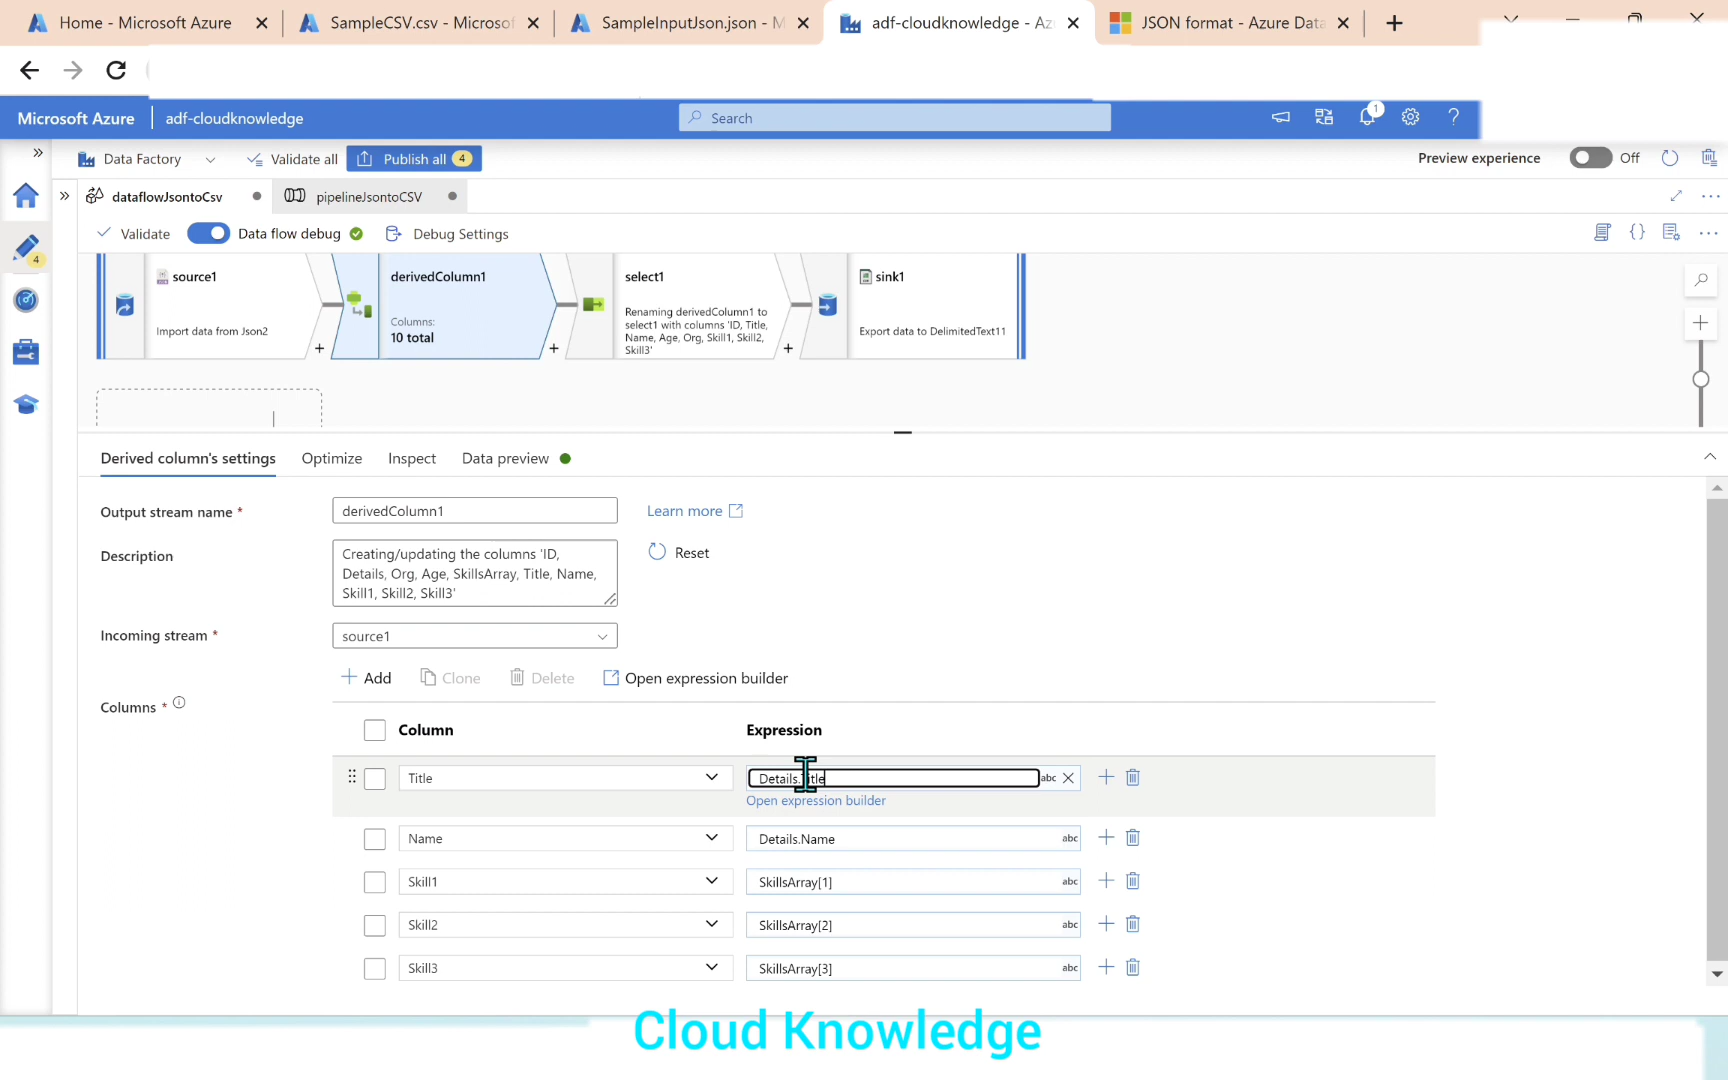 Home - Microsoft Azure
SampleCSV.csv - Microsof
SampleInputJson.json - M
adf-cloudknowledge - Az
JSON format - Azure Data
Microsoft Azure
adf-cloudknowledge
Search
1
Data Factory
Validate all
Publish all 4
Preview experience
Off
dataflowJsontoCsv
pipelineJsontoCSV
4
Validate
Data flow debug
Debug Settings
source1
Import data from Json2
derivedColumn1
Columns:
10 total
select1
Renaming derivedColumn1 to
select1 with columns 'ID, Title,
Name, Age, Org, Skill1, Skill2,
Skill3'
sink1
Export data to DelimitedText11
Derived column's settings
Optimize
Inspect
Data preview
Output stream name *
derivedColumn1
Learn more
Description
Creating/updating the columns 'ID,
Details, Org, Age, SkillsArray, Title, Name,
Skill1, Skill2, Skill3'
Reset
Incoming stream *
source1
Add
Clone
Delete
Open expression builder
Columns *
Column
Expression
Title
Details.Title
abc
Open expression builder
Name
Details.Name
abc
Skill1
SkillsArray[1]
abc
Skill2
SkillsArray[2]
abc
Skill3
SkillsArray[3]
abc
Cloud Knowledge